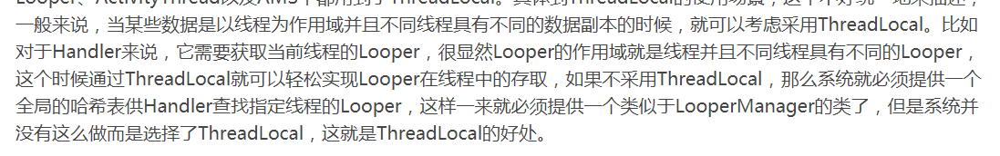 Looper、ActivityThread以及AMS中都用到了ThreadLocal。具体到ThreadLocal的使用场景，这个不好统一地来描述，
一般来说，当某些数据是以线程为作用域并且不同线程具有不同的数据副本的时候，就可以考虑采用ThreadLocal。比如
对于Handler来说，它需要获取当前线程的Looper，很显然Looper的作用域就是线程并且不同线程具有不同的Looper，
这个时候通过ThreadLocal就可以轻松实现Looper在线程中的存取，如果不采用ThreadLocal，那么系统就必须提供一个
全局的哈希表供Handler查找指定线程的Looper，这样一来就必须提供一个类似于LooperManager的类了，但是系统并
没有这么做而是选择了ThreadLocal，这就是ThreadLocal的好处。